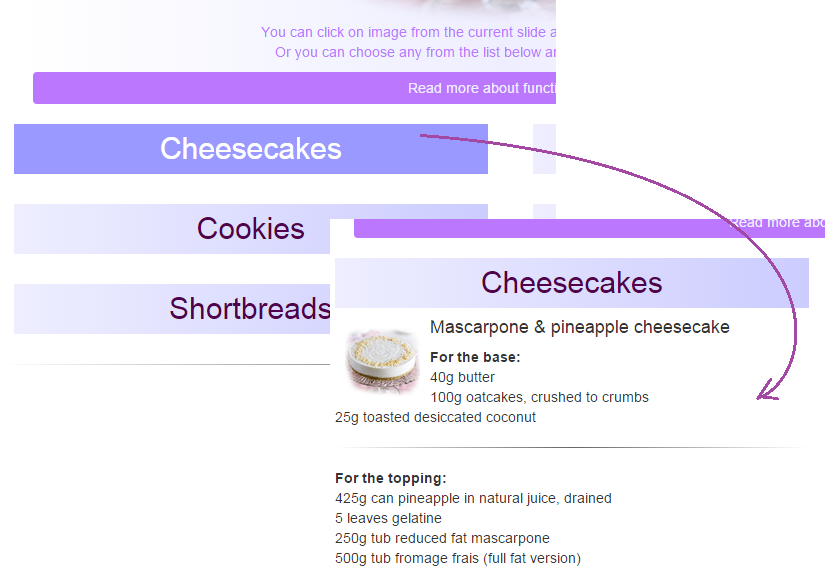 You can click on image from the current slide
Or you can choose any from the list below
Read more about
Cheesecakes
Cookies
Shortbreads
Read more
Cheesecakes
Mascarpone & pineapple cheesecake
For the base:
40g butter
100g oatcakes, crushed to crumbs
25g toasted desiccated coconut
For the topping:
425g can pineapple in natural juice, drained
5 leaves gelatine
250g tub reduced fat mascarpone
500g tub fromage frais (full fat version)